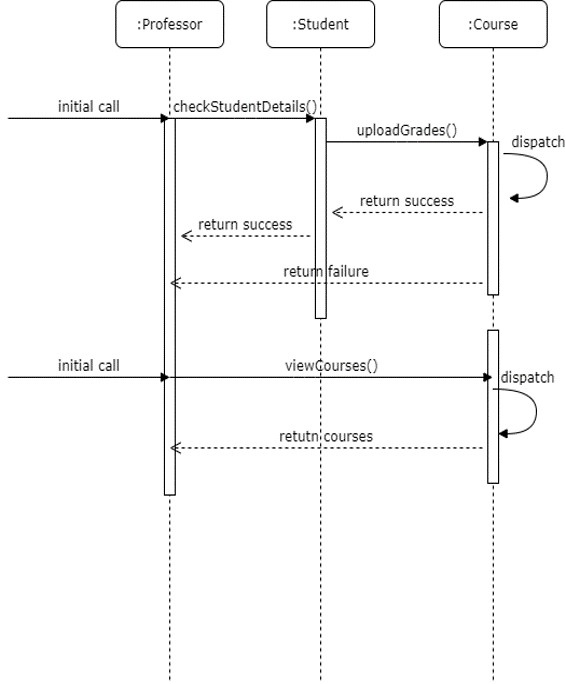 :Professor
:Student
:Course
initial call
checkStudentDetails()
uploadGrades()
dispatch
return success
return success
return failure
initial call
viewCourses()
dispatch
retutn courses